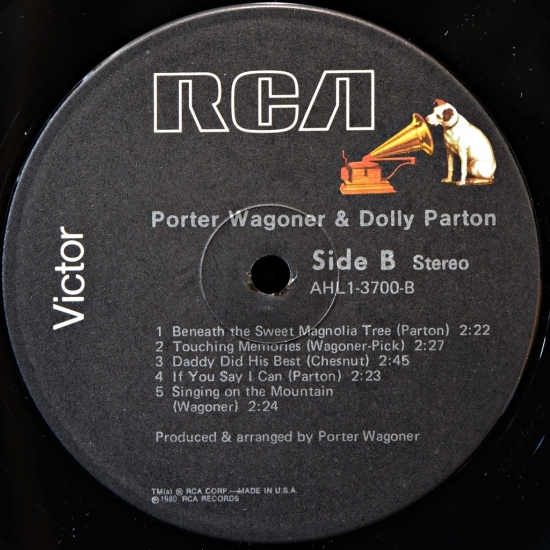 RCA
Victor
Porter Wagoner & Dolly Parton
Side B Stereo
AHL1-3700-B
1 Beneath the Sweet Magnolia Tree (Parton) 2:22
2 Touching Memories (Wagoner-Pick) 2:27
3 Daddy Did His Best (Chesnut) 2:45
4 If You Say I Can (Parton) 2:23
5 Singing on the Mountain
(Wagoner) 2:24
Produced & arranged by Porter Wagoner
TM(s) ® RCA CORP.—MADE IN U.S.A.
℗1980 RCA RECORDS